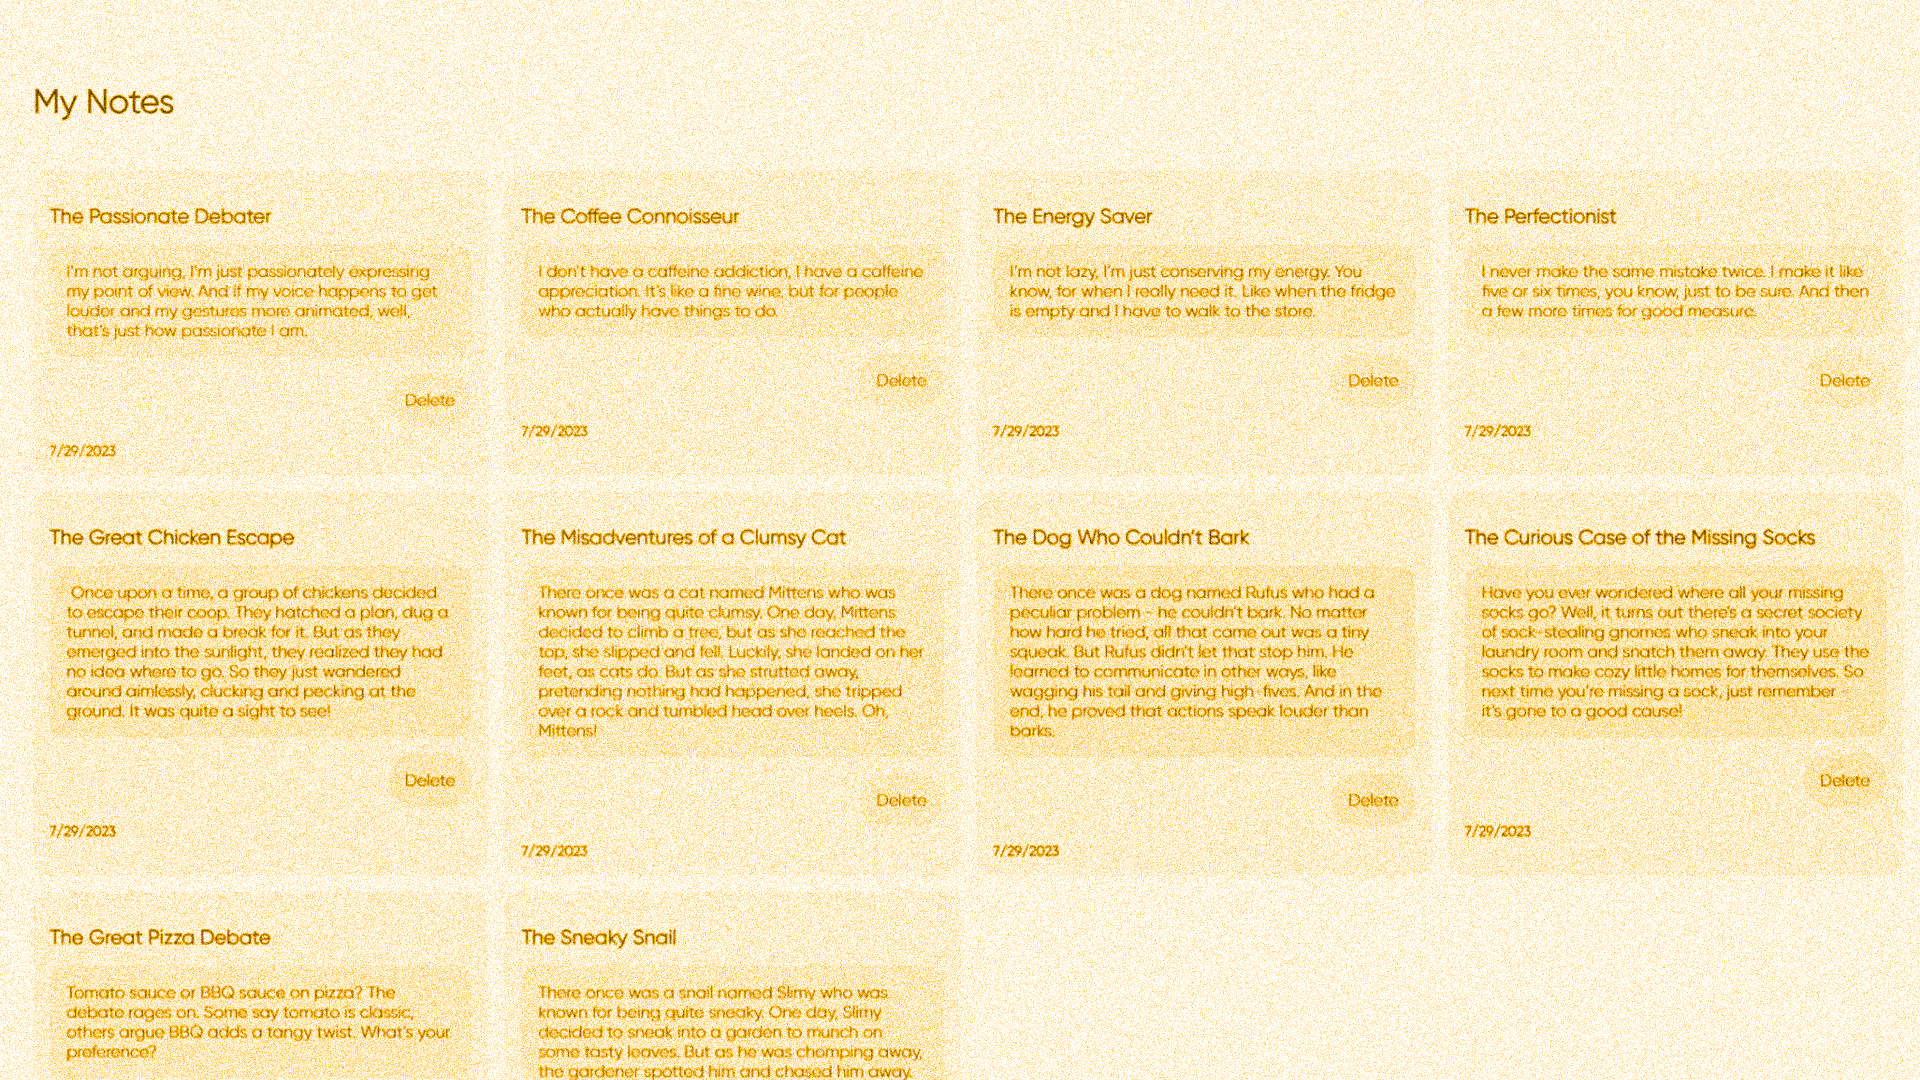 My Notes
The Passionate Debater
I'm not arguing, I'm just passionately expressing
my point of view. And if my voice happens to get
louder and my gestures more animated, well,
that's just how passionate I am.
Delete
7/29/2023
The Coffee Connoisseur
I don't have a caffeine addiction, I have a caffeine
appreciation. It's like a fine wine, but for people
who actually have things to do.
Delete
7/29/2023
The Energy Saver
I'm not lazy, I'm just conserving my energy. You
know, for when I really need it. Like when the fridge
is empty and I have to walk to the store.
Delete
7/29/2023
The Perfectionist
I never make the same mistake twice. I make it like
five or six times, you know, just to be sure. And then
a few more times for good measure.
Delete
7/29/2023
The Great Chicken Escape
Once upon a time, a group of chickens decided
to escape their coop. They hatched a plan, dug a
tunnel, and made a break for it. But as they
emerged into the sunlight, they realized they had
no idea where to go. So they just wandered
around aimlessly, clucking and pecking at the
ground. It was quite a sight to see!
Delete
7/29/2023
The Misadventures of a Clumsy Cat
There once was a cat named Mittens who was
known for being quite clumsy. One day, Mittens
decided to climb a tree, but as she reached the
top, she slipped and fell. Luckily, she landed on her
feet, as cats do. But as she strutted away,
pretending nothing had happened, she tripped
over a rock and tumbled head over heels. Oh,
Mittens!
Delete
7/29/2023
The Dog Who Couldn't Bark
There once was a dog named Rufus who had a
peculiar problem - he couldn't bark. No matter
how hard he tried, all that came out was a tiny
squeak. But Rufus didn't let that stop him. He
learned to communicate in other ways, like
wagging his tail and giving high-fives. And in the
end, he proved that actions speak louder than
barks.
Delete
7/29/2023
The Curious Case of the Missing Socks
Have you ever wondered where all your missing
socks go? Well, it turns out there's a secret society
of sock-stealing gnomes who sneak into your
laundry room and snatch them away. They use the
socks to make cozy little homes for themselves. So
next time you're missing a sock, just remember -
it's gone to a good cause!
Delete
7/29/2023
The Great Pizza Debate
Tomato sauce or BBQ sauce on pizza? The
debate rages on. Some say tomato is classic,
others argue BBQ adds a tangy twist. What's your
preference?
The Sneaky Snail
There once was a snail named Slimy who was
known for being quite sneaky. One day, Slimy
decided to sneak into a garden to munch on
some tasty leaves. But as he was chomping away,
the gardener spotted him and chased him away.